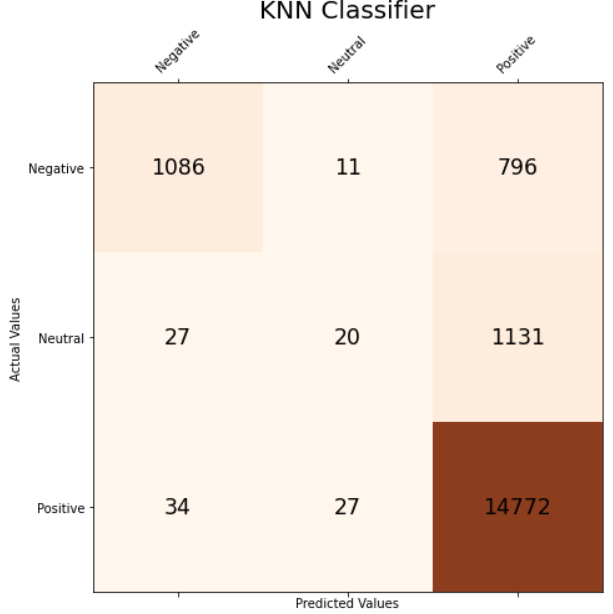 KNN Classifier
Negative
Neutral
Positive
Negative
1086
11
796
Neutral
27
20
1131
Positive
34
27
14772
Actual Values
Predicted Values